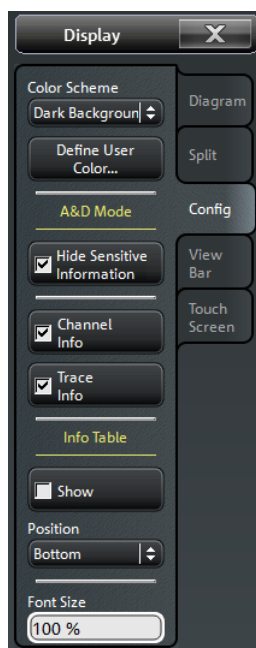 Display
X
Color Scheme
Dark Backgroun
Define User
Color...
A&D Mode
Hide Sensitive
Information
Channel
Info
Trace
Info
Info Table
Show
Position
Bottom
Font Size
100 %
Diagram
Split
Config
View
Bar
Touch
Screen